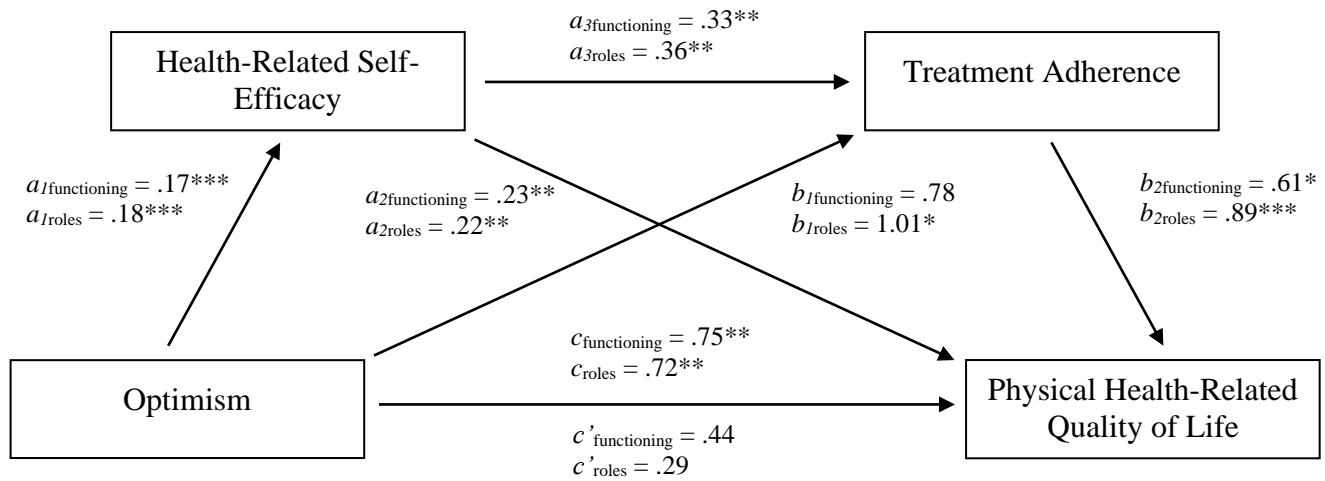 a3functioning = .33**
a3roles = .36**
Health-Related Self-
Efficacy
Treatment Adherence
a1functioning = .17***
a1roles = .18***
a2functioning = .23**
a2roles = .22**
b1functioning = .78
b1roles = 1.01*
b2functioning = .61*
b2roles = .89***
cfunctioning = .75**
croles = .72**
Optimism
Physical Health-Related
Quality of Life
c’functioning = .44
c’roles = .29